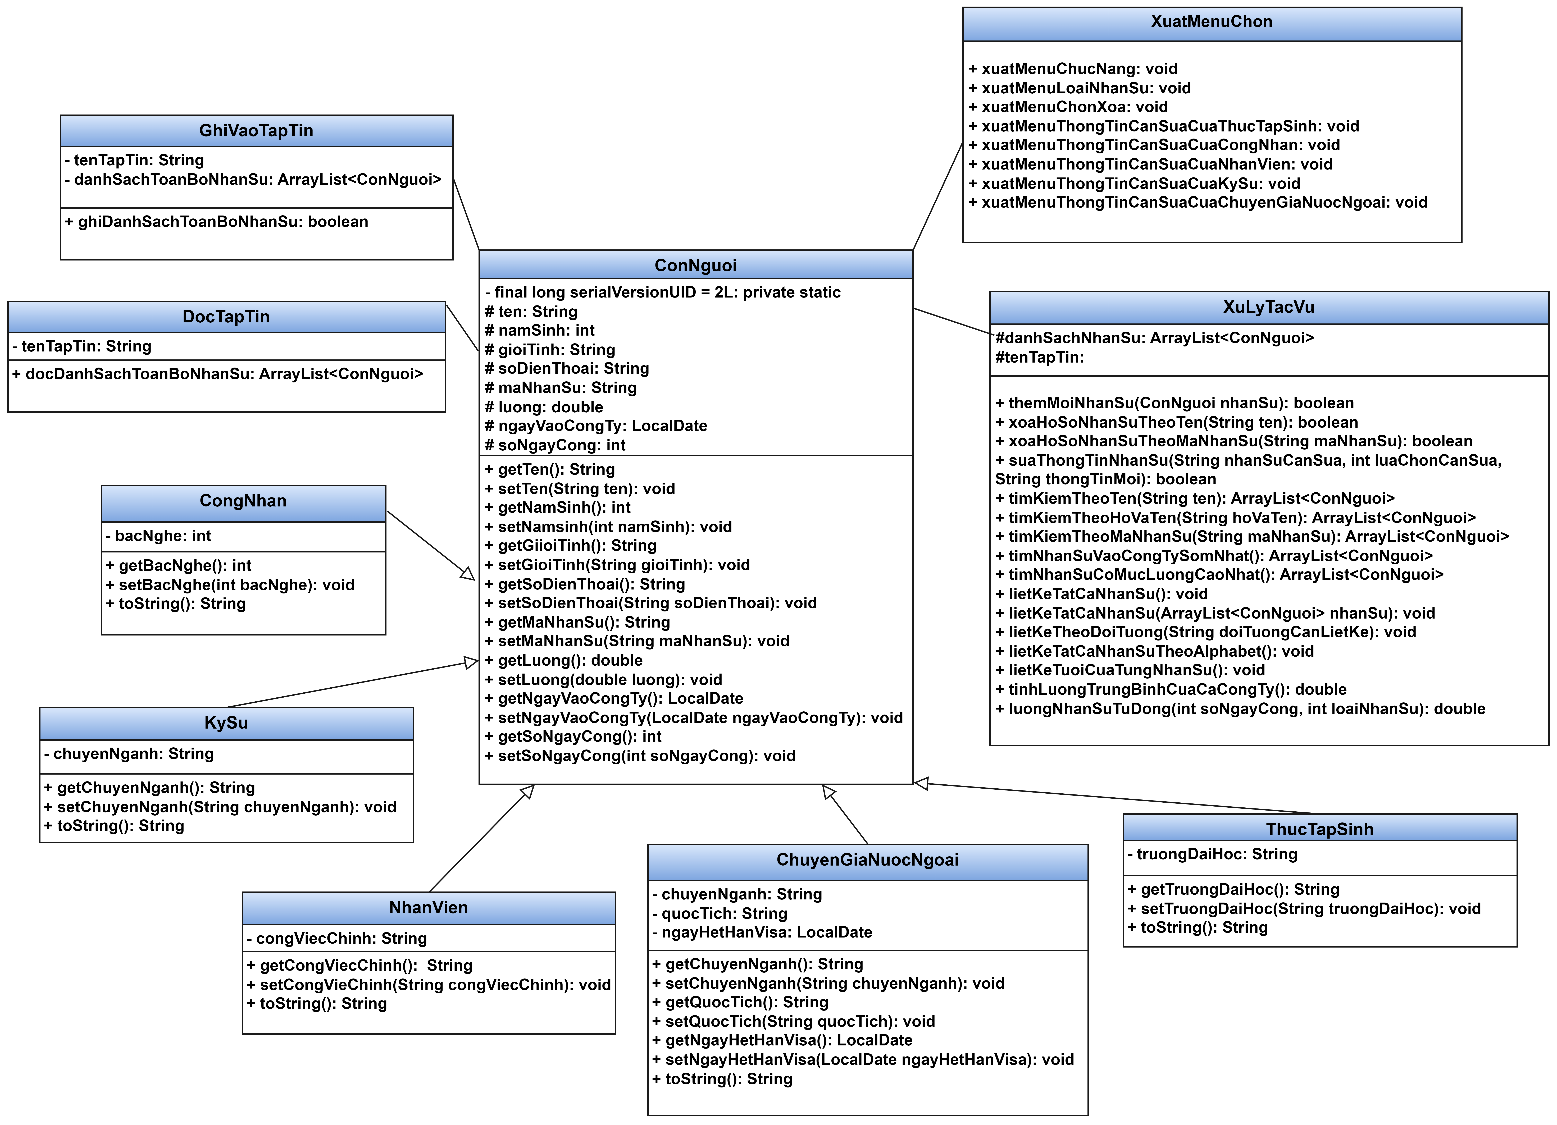 XuatMenuChon
+ xuatMenuChucNang: void
+ xuatMenuLoaiNhanSu: void
+ xuatMenuChonXoa: void
+ xuatMenuThongTinCanSuaCuaThucTapSinh: void
+ xuatMenuThongTinCanSuaCuaCongNhan: void
+ xuatMenuThongTinCanSuaCuaNhanVien: void
+ xuatMenuThongTinCanSuaCuaKySu: void
+ xuatMenuThongTinCanSuaCuaChuyenGiaNuocNgoai: void
GhiVaoTapTin
- tenTapTin: String
- danhSachToanBoNhanSu: ArrayList<ConNguoi>
+ ghiDanhSachToanBoNhanSu: boolean
ConNguoi
- final long serialVersionUID = 2L: private static
# ten: String
# namSinh: int
# gioiTinh: String
# soDienThoai: String
# maNhanSu: String
# luong: double
# ngayVaoCongTy: LocalDate
# soNgayCong: int
+ getTen(): String
+ setTen(String ten): void
+ getNamSinh(): int
+ setNamsinh(int namSinh): void
+ getGiioiTinh(): String
+ setGioiTinh(String gioiTinh): void
+ getSoDienThoai(): String
+ setSoDienThoai(String soDienThoai): void
+ getMaNhanSu(): String
+ setMaNhanSu(String maNhanSu): void
+ getLuong(): double
+ setLuong(double luong): void
+ getNgayVaoCongTy(): LocalDate
+ setNgayVaoCongTy(LocalDate ngayVaoCongTy): void
+ getSoNgayCong(): int
+ setSoNgayCong(int soNgayCong): void
XuLyTacVu
#danhSachNhanSu: ArrayList<ConNguoi>
#tenTapTin:
+ themMoiNhanSu(ConNguoi nhanSu): boolean
+ xoaHoSoNhanSuTheoTen(String ten): boolean
+ xoaHoSoNhanSuTheoMaNhanSu(String maNhanSu): boolean
+ suaThongTinNhanSu(String nhanSuCanSua, int luaChonCanSua,
String thongTinMoi): boolean
+ timKiemTheoTen(String ten): ArrayList<ConNguoi>
+ timKiemTheoHoVaTen(String hoVaTen): ArrayList<ConNguoi>
+ timKiemTheoMaNhanSu(String maNhanSu): ArrayList<ConNguoi>
+ timNhanSuVaoCongTySomNhat(): ArrayList<ConNguoi>
+ timNhanSuCoMucLuongCaoNhat(): ArrayList<ConNguoi>
+ lietKeTatCaNhanSu(): void
+ lietKeTatCaNhanSu(ArrayList<ConNguoi> nhanSu): void
+ lietKeTheoDoiTuong(String doiTuongCanLietKe): void
+ lietKeTatCaNhanSuTheoAlphabet(): void
+ lietKeTuoiCuaTungNhanSu(): void
+ tinhLuongTrungBinhCuaCaCongTy(): double
+ luongNhanSuTuDong(int soNgayCong, int loaiNhanSu): double
DocTapTin
- tenTapTin: String
+ docDanhSachToanBoNhanSu: ArrayList<ConNguoi>
CongNhan
- bacNghe: int
+ getBacNghe(): int
+ setBacNghe(int bacNghe): void
+ toString(): String
KySu
- chuyenNganh: String
+ getChuyenNganh(): String
+ setChuyenNganh(String chuyenNganh): void
+ toString(): String
NhanVien
- congViecChinh: String
+ getCongViecChinh(): String
+ setCongVieChinh(String congViecChinh): void
+ toString(): String
ChuyenGiaNuocNgoai
- chuyenNganh: String
- quocTich: String
- ngayHetHanVisa: LocalDate
+ getChuyenNganh(): String
+ setChuyenNganh(String chuyenNganh): void
+ getQuocTich(): String
+ setQuocTich(String quocTich): void
+ getNgayHetHanVisa(): LocalDate
+ setNgayHetHanVisa(LocalDate ngayHetHanVisa): void
+ toString(): String
ThucTapSinh
- truongDaiHoc: String
+ getTruongDaiHoc(): String
+ setTruongDaiHoc(String truongDaiHoc): void
+ toString(): String